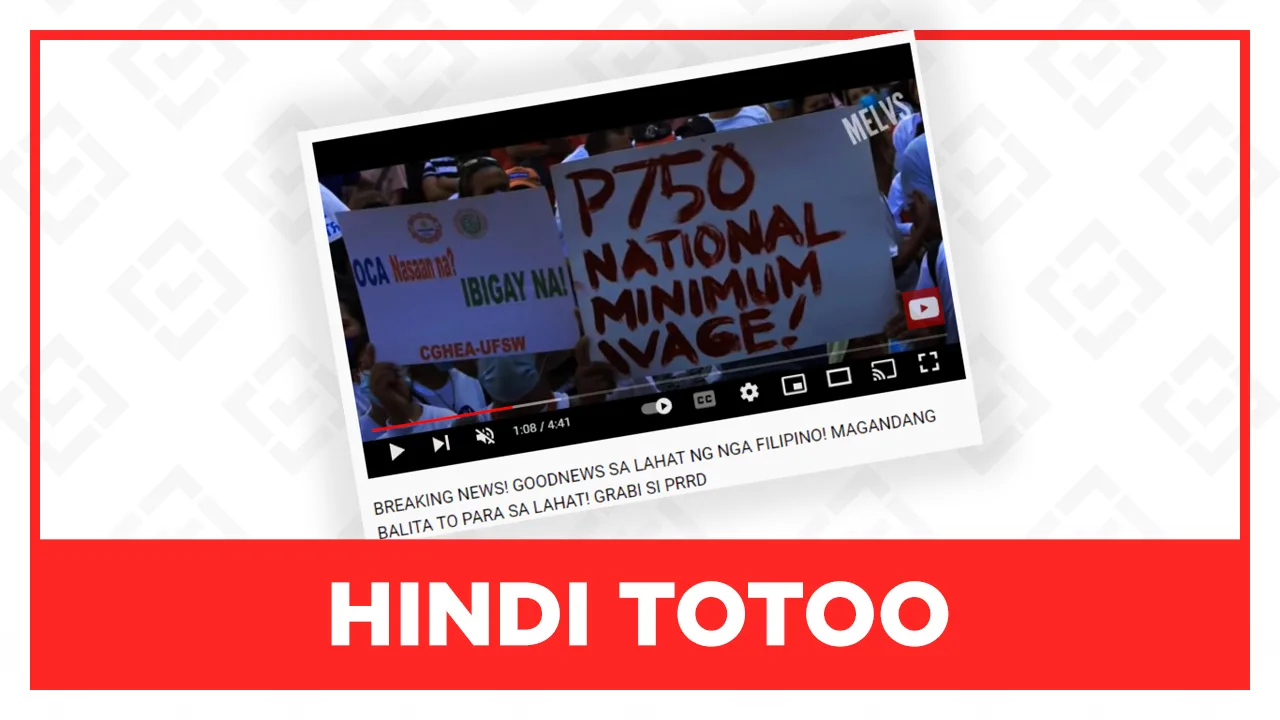 MELVS
P750
NATIONAL
MINIMUM
WAGE!
OCA Nasaan na?
IBIGAY NA!
CGHEA-UFSW
CC
1:08 / 4:41
BREAKING NEWS! GOODNEWS SA LAHAT NG NGA FILIPINO! MAGANDANG
BALITA TO PARA SA LAHAT! GRABI SI PRRD
HINDI TOTOO